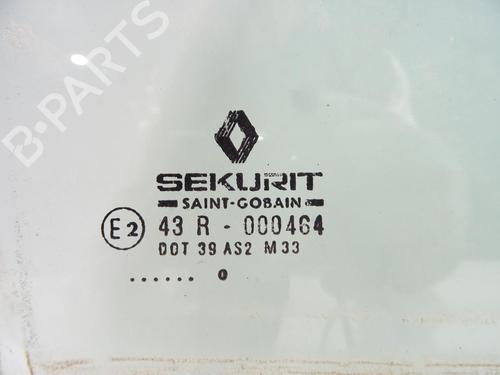 B-PARTS
SEKURIT
SAINT-GOBAIN
E2 43 R - 000464
DOT 39 AS2 M33
...... o